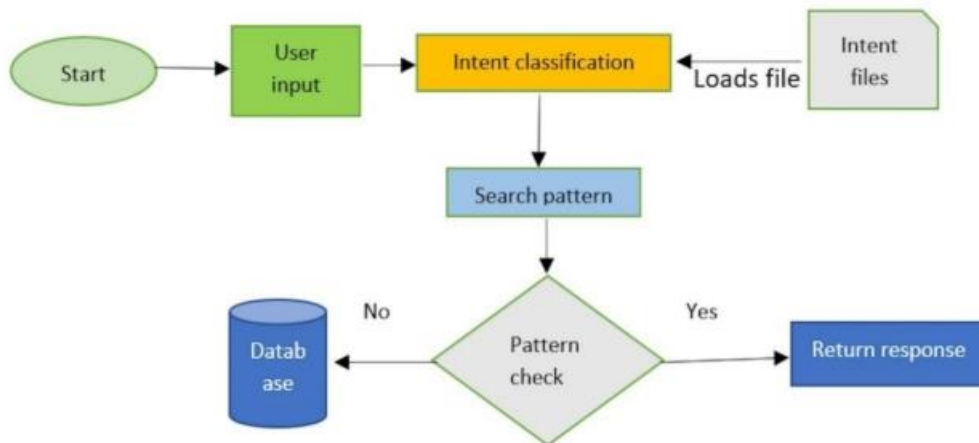 Start
User
input
Intent classification
Loads file
Intent
files
Search pattern
No
Yes
Datab
ase
Pattern
check
Return response